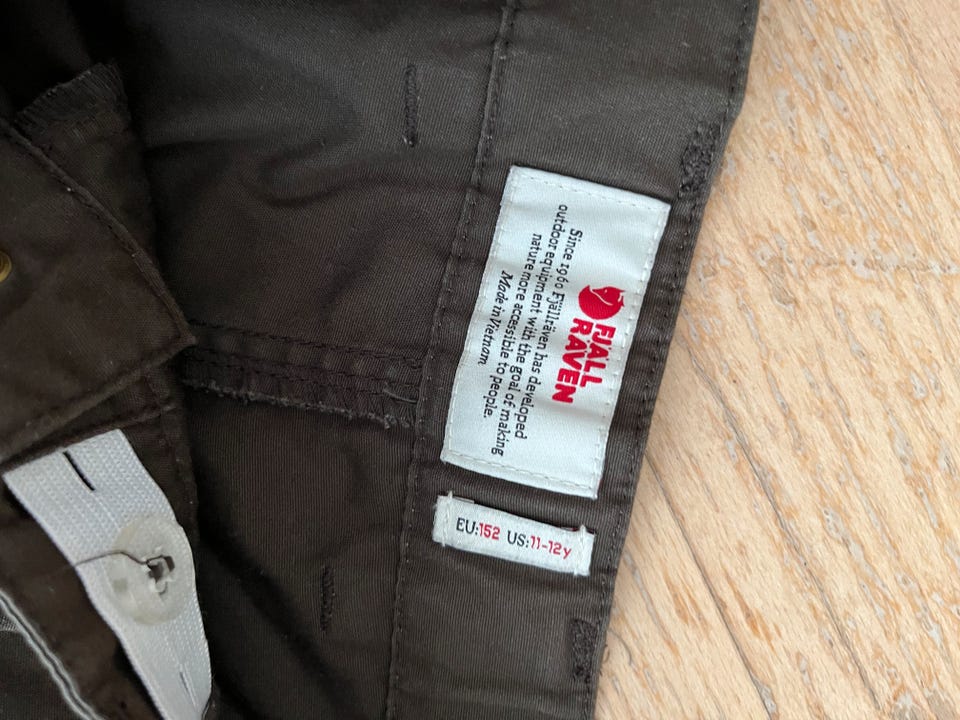 FJÄLL
RÄVEN
Since 1960 Fjällräven has developed
outdoor equipment with the goal of making
nature more accessible to people.
Made in Vietnam
EU:152 US:11-12y